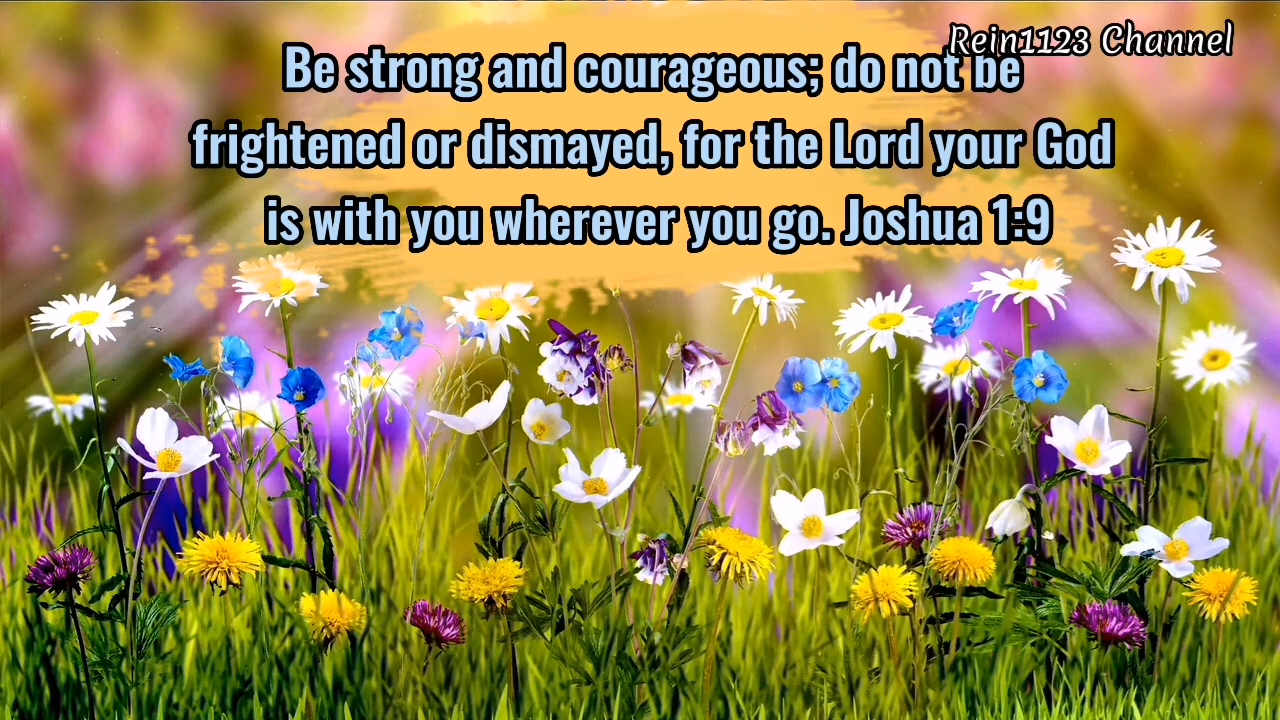 Rein1123 Channel
Be strong and courageous; do not be
frightened or dismayed, for the Lord your God
is with you wherever you go. Joshua 1:9